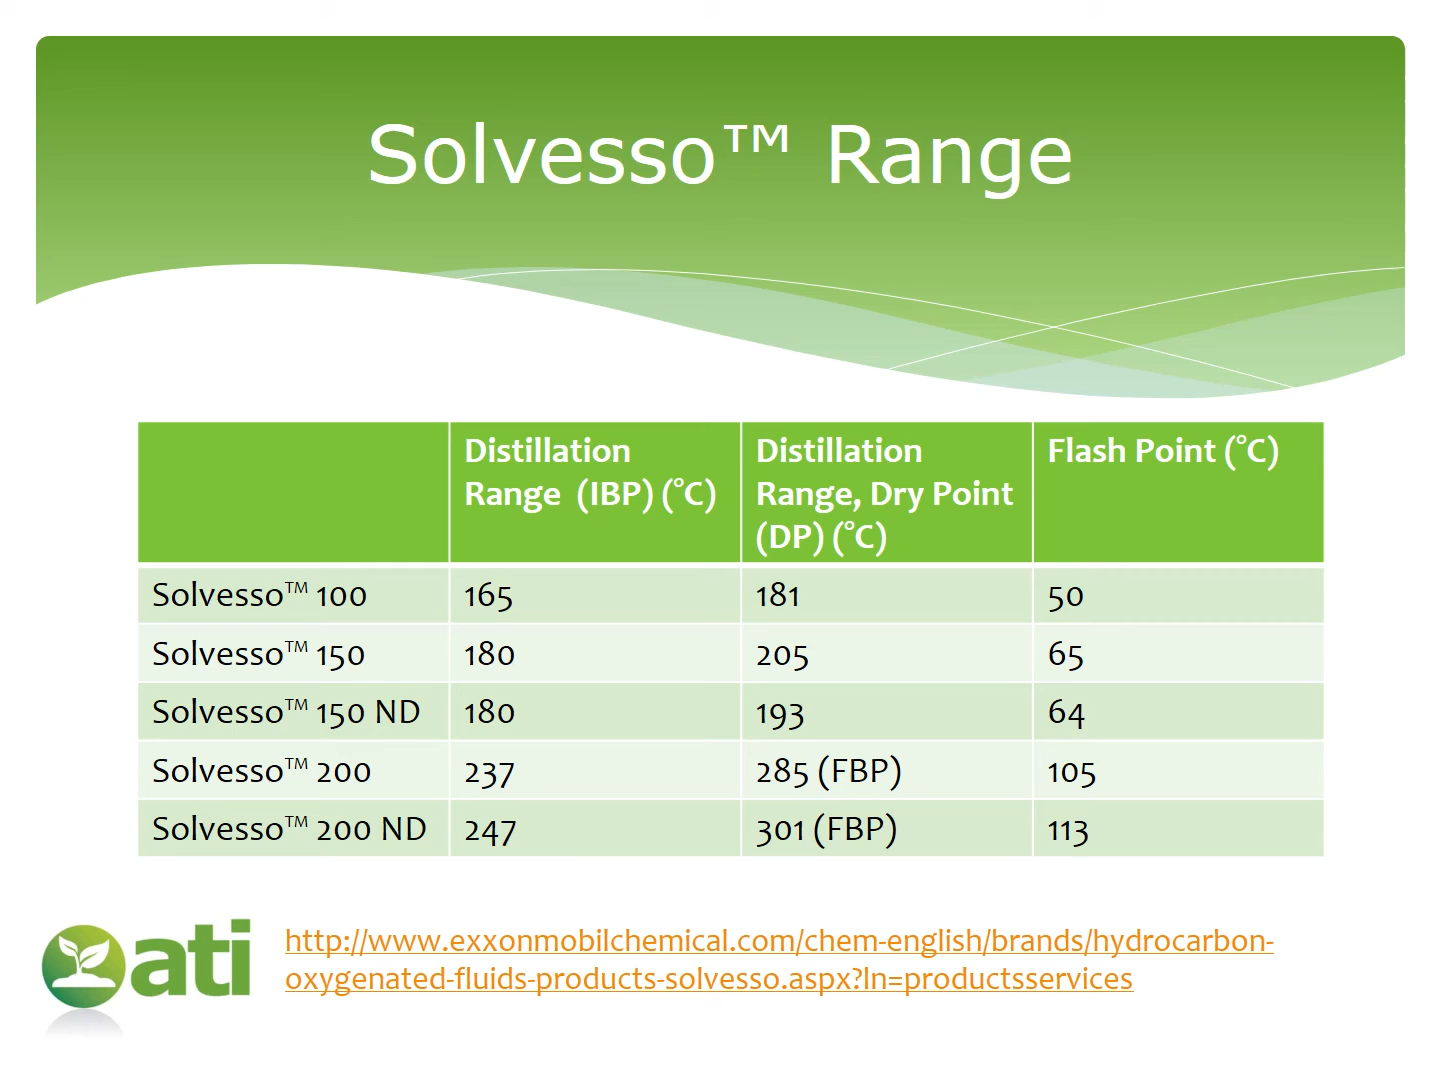 Solvesso™ Range
Distillation Range  (IBP) (°C)
Distillation Range, Dry Point (DP) (°C)
Flash Point (°C)
Solvesso™ 100 165 181 50
Solvesso™ 150 180 205 65
Solvesso™ 150 ND 180 193 64
Solvesso™ 200 237 285 (FBP) 105
Solvesso™ 200 ND 247 301 (FBP) 113
ati
http://www.exxonmobilchemical.com/chem-english/brands/hydrocarbon-
oxygenated-fluids-products-solvesso.aspx?ln=productsservices